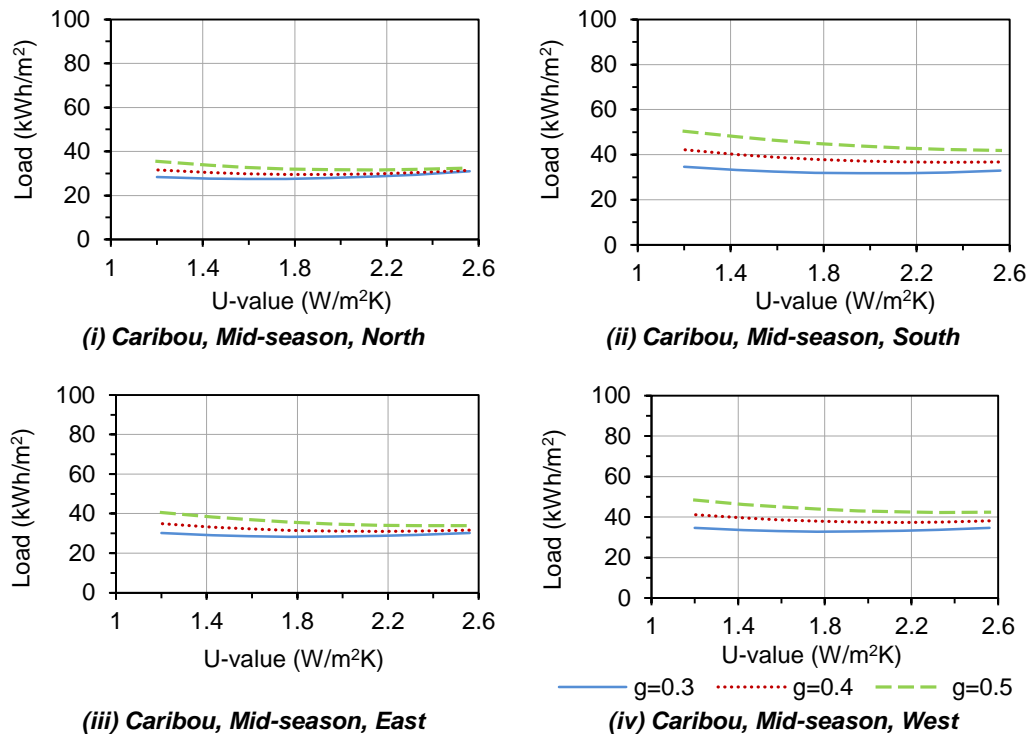 100
80
60
40
20
0
Load (kWh/m²)
1 1.4 1.8 2.2 2.6
U-value (W/m²K)
(i) Caribou, Mid-season, North
100
80
60
40
20
0
Load (kWh/m²)
1 1.4 1.8 2.2 2.6
U-value (W/m²K)
(ii) Caribou, Mid-season, South
100
80
60
40
20
0
Load (kWh/m²)
1 1.4 1.8 2.2 2.6
U-value (W/m²K)
(iii) Caribou, Mid-season, East
100
80
60
40
20
0
Load (kWh/m²)
1 1.4 1.8 2.2 2.6
U-value (W/m²K)
g=0.3 g=0.4 g=0.5
(iv) Caribou, Mid-season, West